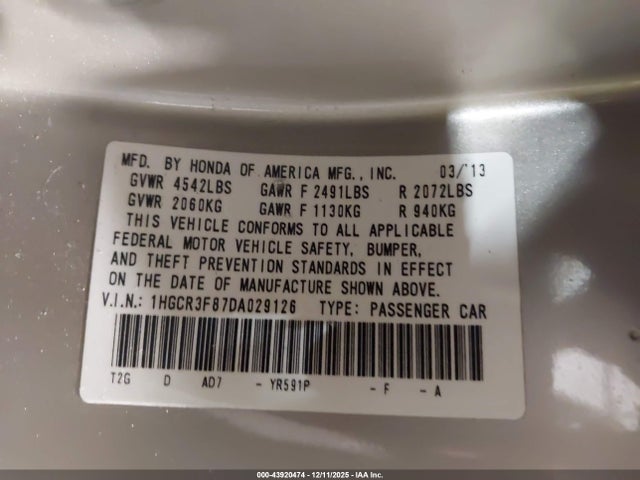 MFD. BY HONDA OF AMERICA MFG., INC. 03/'13
GVWR 4542LBS GAWR F 2491LBS R 2072LBS
GVWR 2060KG GAWR F 1130KG R 940KG
THIS VEHICLE CONFORMS TO ALL APPLICABLE
FEDERAL MOTOR VEHICLE SAFETY, BUMPER,
AND THEFT PREVENTION STANDARDS IN EFFECT
ON THE DATE OF MANUFACTURE SHOWN ABOVE.
V.I.N.: 1HGCR3F87DA029126 TYPE: PASSENGER CAR
T2G D AD7 - YR591P - F - A
000-43920474 - 12/11/2025 - IAA Inc.